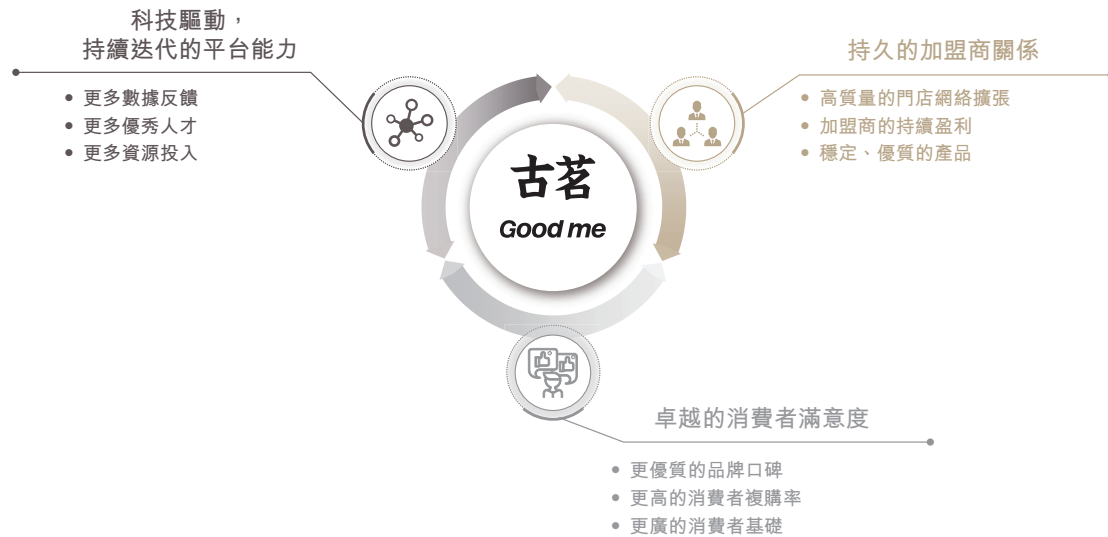 科技驅動，
持續迭代的平台能力
更多數據反饋
更多優秀人才
更多資源投入
持久的加盟商關係
高質量的門店網絡擴張
加盟商的持續盈利
穩定、優質的產品
古茗
Good me
卓越的消費者滿意度
更優質的品牌口碑
更高的消費者複購率
更廣的消費者基礎